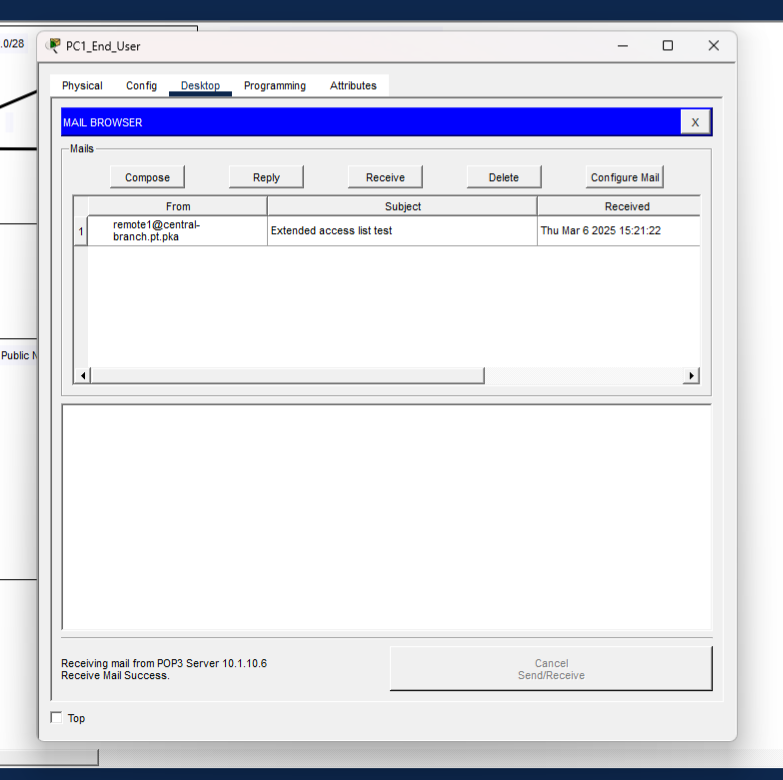 .0/28
PC1_End_User
Physical Config Desktop Programming Attributes
MAIL BROWSER
X
Mails
Compose Reply Receive Delete Configure Mail
From Subject Received
1 remote1@central-
branch.pt.pka Extended access list test Thu Mar 6 2025 15:21:22
Public N
Receiving mail from POP3 Server 10.1.10.6
Receive Mail Success.
Cancel
Send/Receive
Top